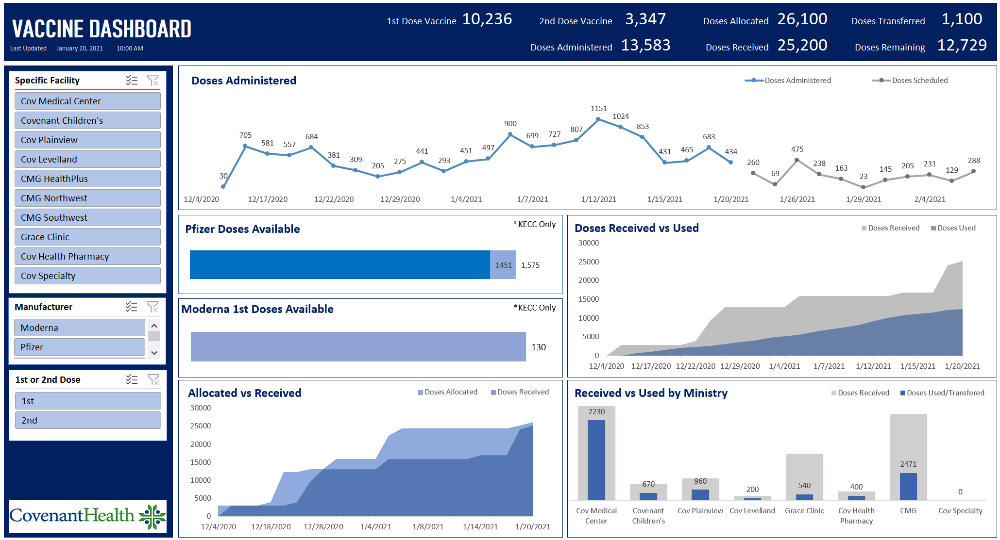 VACCINE DASHBOARD
Last Updated January 20, 2021 10:00 AM
1st Dose Vaccine 10,236 2nd Dose Vaccine 3,347 Doses Allocated 26,100 Doses Transferred 1,100
Doses Administered 13,583 Doses Received 25,200 Doses Remaining 12,729
Specific Facility
Cov Medical Center
Covenant Children's
Cov Plainview
Cov Levelland
CMG HealthPlus
CMG Northwest
CMG Southwest
Grace Clinic
Cov Health Pharmacy
Cov Specialty
Manufacturer
Moderna
Pfizer
1st or 2nd Dose
1st
2nd
CovenantHealth
Doses Administered
Doses Administered Doses Scheduled
30 705 581 557 684 381 309 205 275 441 293 451 497 900 699 727 807 1151 1024 853 431 465 683 434 260 69 475 238 163 23 145 205 231 129 288
12/4/2020 12/17/2020 12/22/2020 12/29/2020 1/4/2021 1/7/2021 1/12/2021 1/15/2021 1/20/2021 1/26/2021 1/29/2021 2/4/2021
Pfizer Doses Available
*KECC Only
1451 1,575
Moderna 1st Doses Available
*KECC Only
130
Doses Received vs Used
Doses Received Doses Used
30000
25000
20000
15000
10000
5000
0
12/4/2020 12/17/2020 12/22/2020 12/29/2020 1/4/2021 1/7/2021 1/12/2021 1/15/2021 1/20/2021
Allocated vs Received
Doses Allocated Doses Received
30000
25000
20000
15000
10000
5000
0
12/4/2020 12/18/2020 12/28/2020 1/4/2021 1/8/2021 1/14/2021 1/20/2021
Received vs Used by Ministry
Doses Received Doses Used/Transfered
7230 670 960 200 540 400 2471 0
Cov Medical Covenant Cov Plainview Cov Levelland Grace Clinic Cov Health CMG Cov Specialty
Center Children's Pharmacy